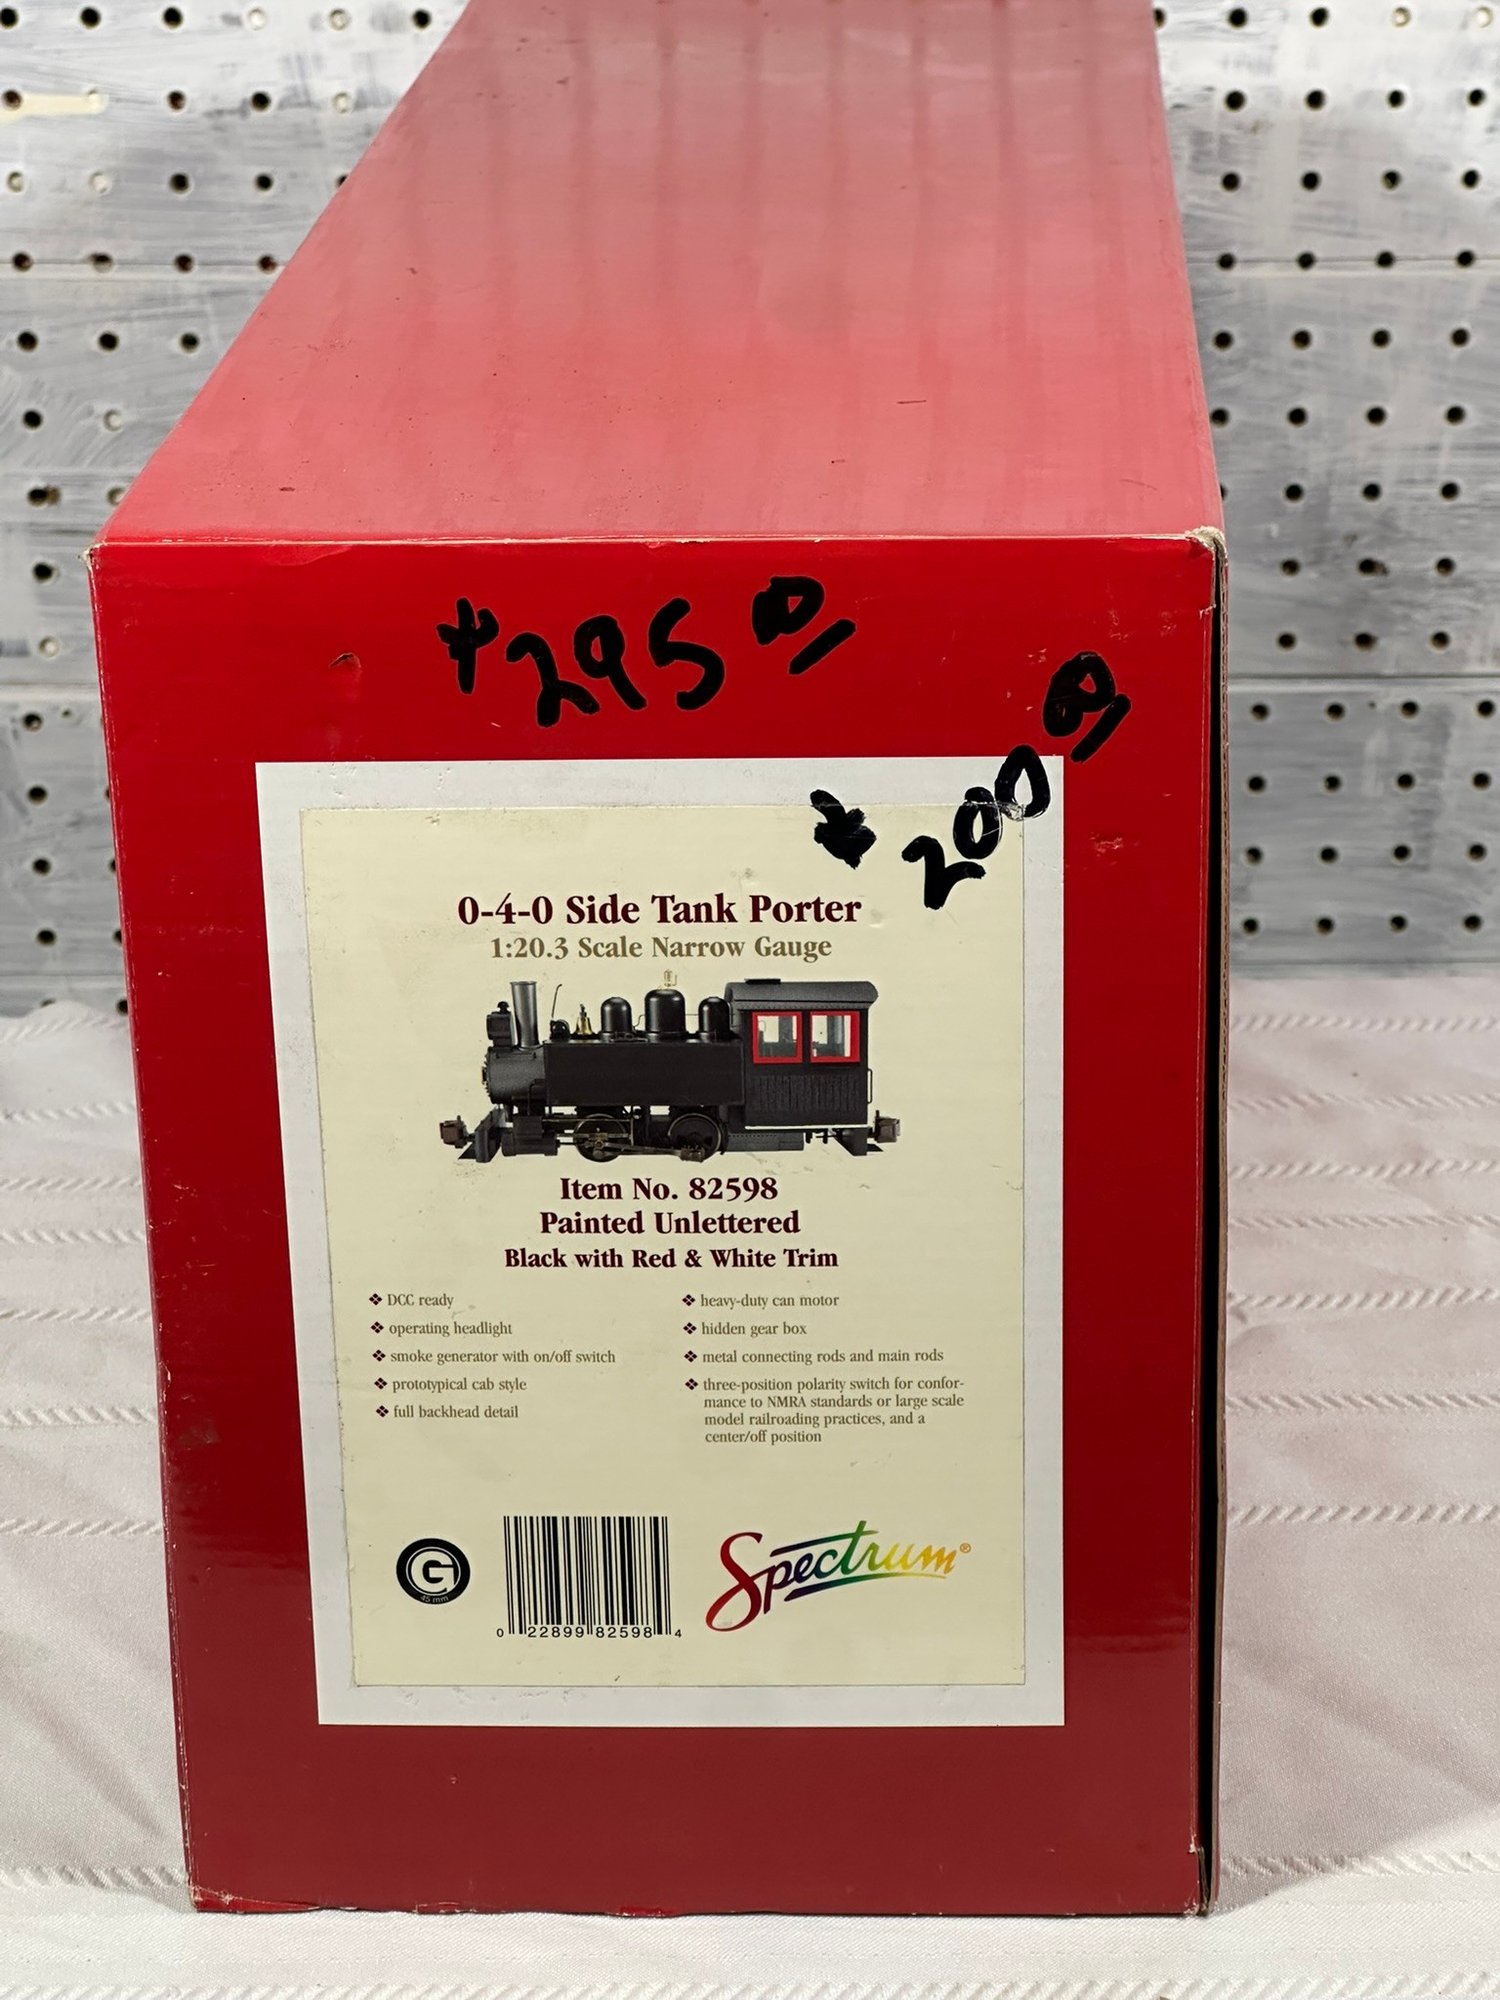 $295 00/
$200 00/
0-4-0 Side Tank Porter
1:20.3 Scale Narrow Gauge
Item No. 82598
Painted Unlettered
Black with Red & White Trim
❖ DCC ready
❖ operating headlight
❖ smoke generator with on/off switch
❖ prototypical cab style
❖ full backhead detail
❖ heavy-duty can motor
❖ hidden gear box
❖ metal connecting rods and main rods
❖ three-position polarity switch for confor-
mance to NMRA standards or large scale
model railroading practices, and a
center/off position
G
45 mm
0 22899 82598 4
Spectrum®